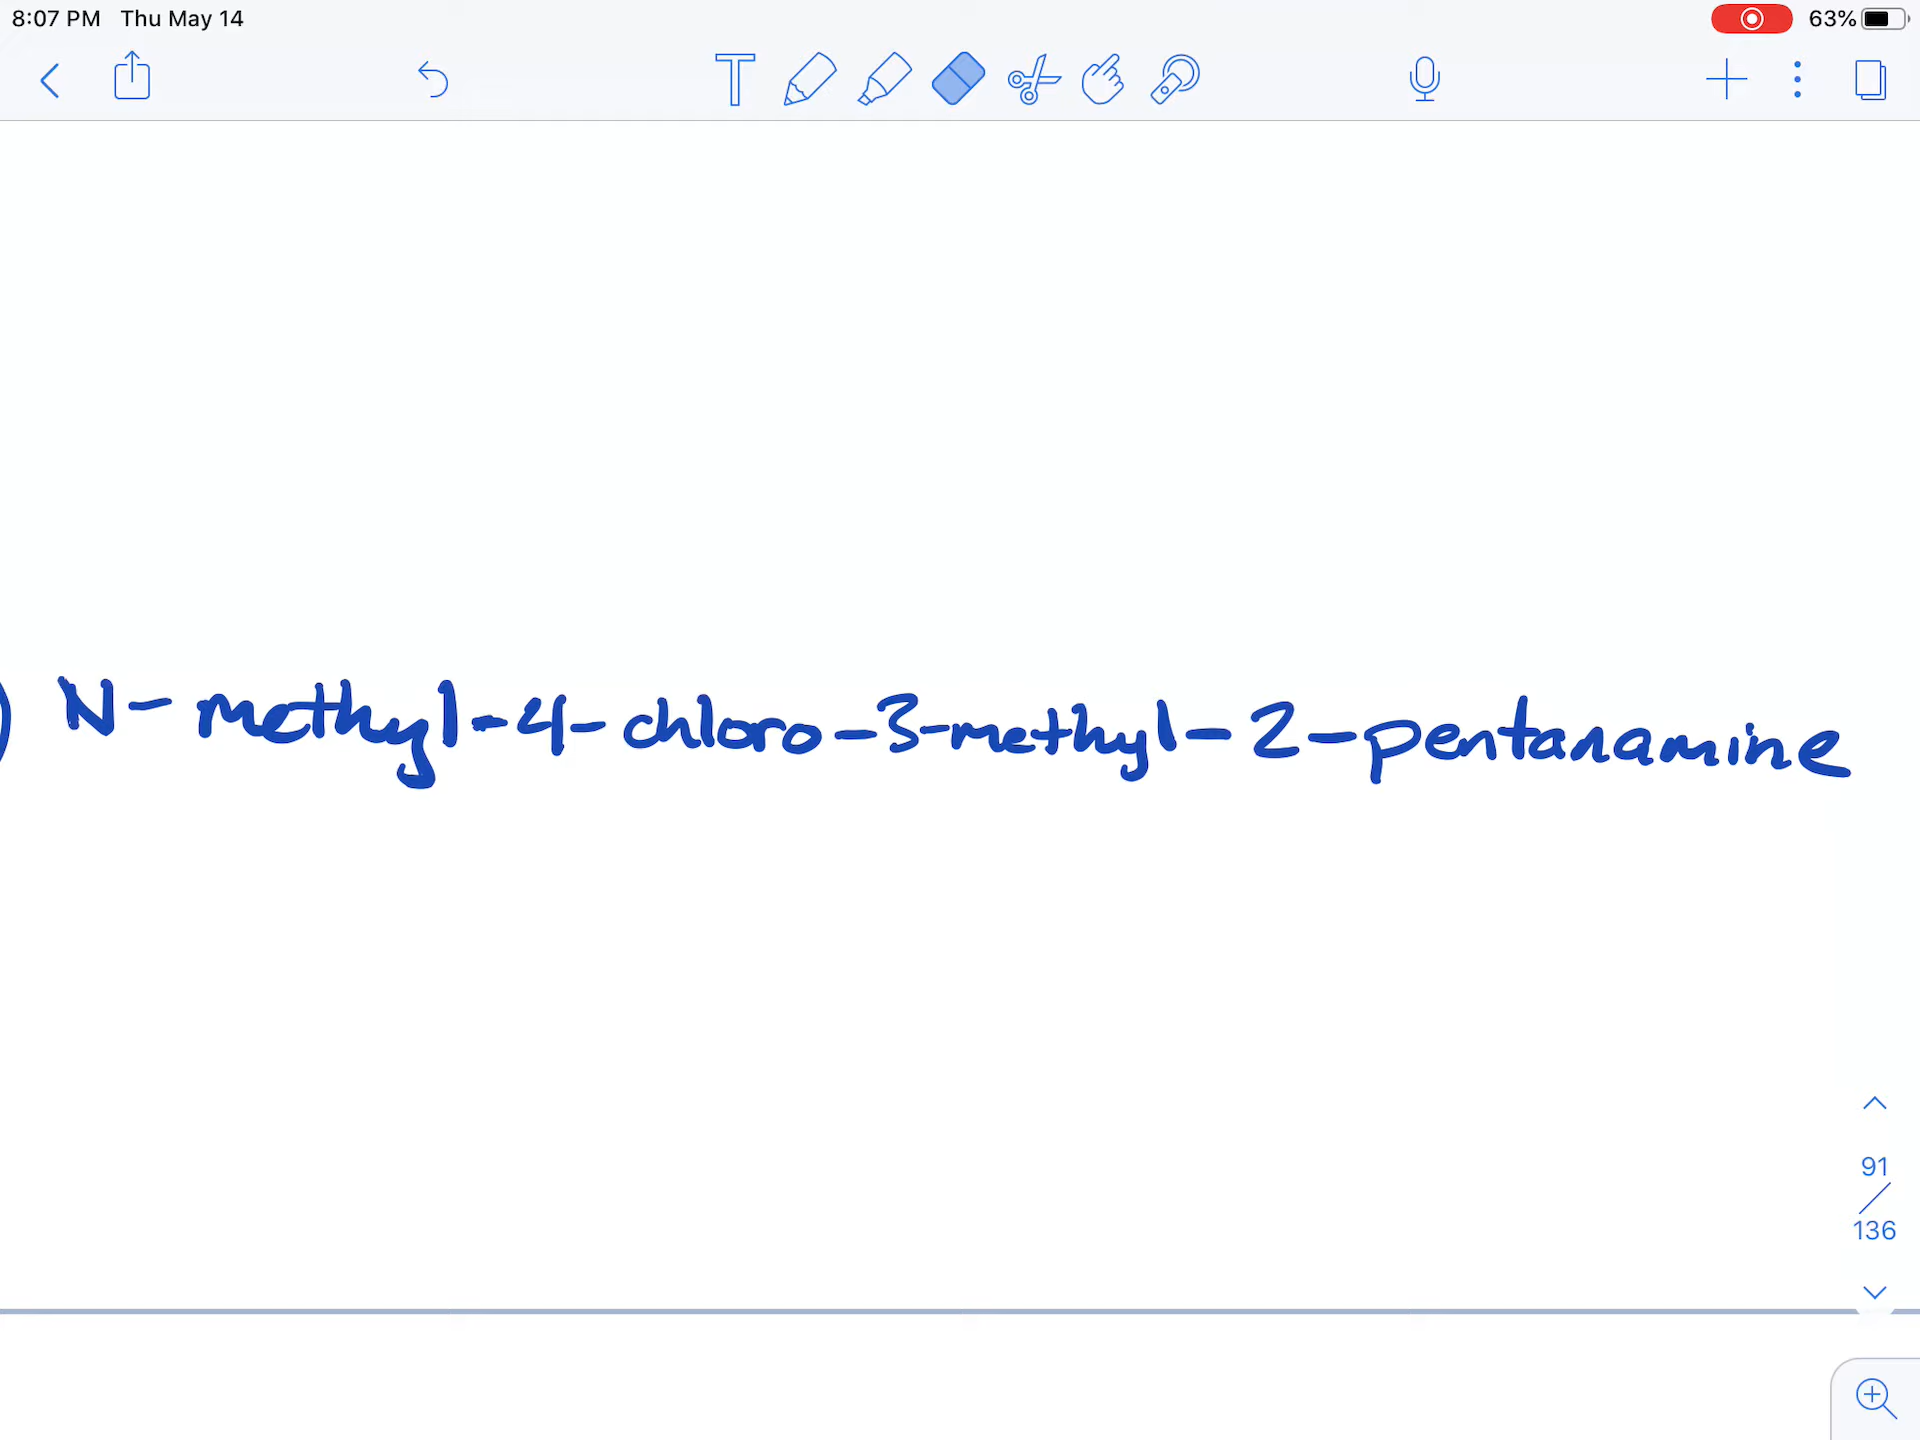 8:07 PM Thu May 14
63%
) N-methyl-4-chloro-3-methyl-2-pentanamine
91
/
136